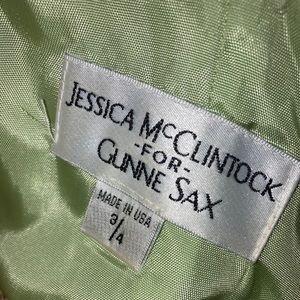 JESSICA MCCLINTOCK
-FOR-
GUNNE SAX
MADE IN USA
3/4